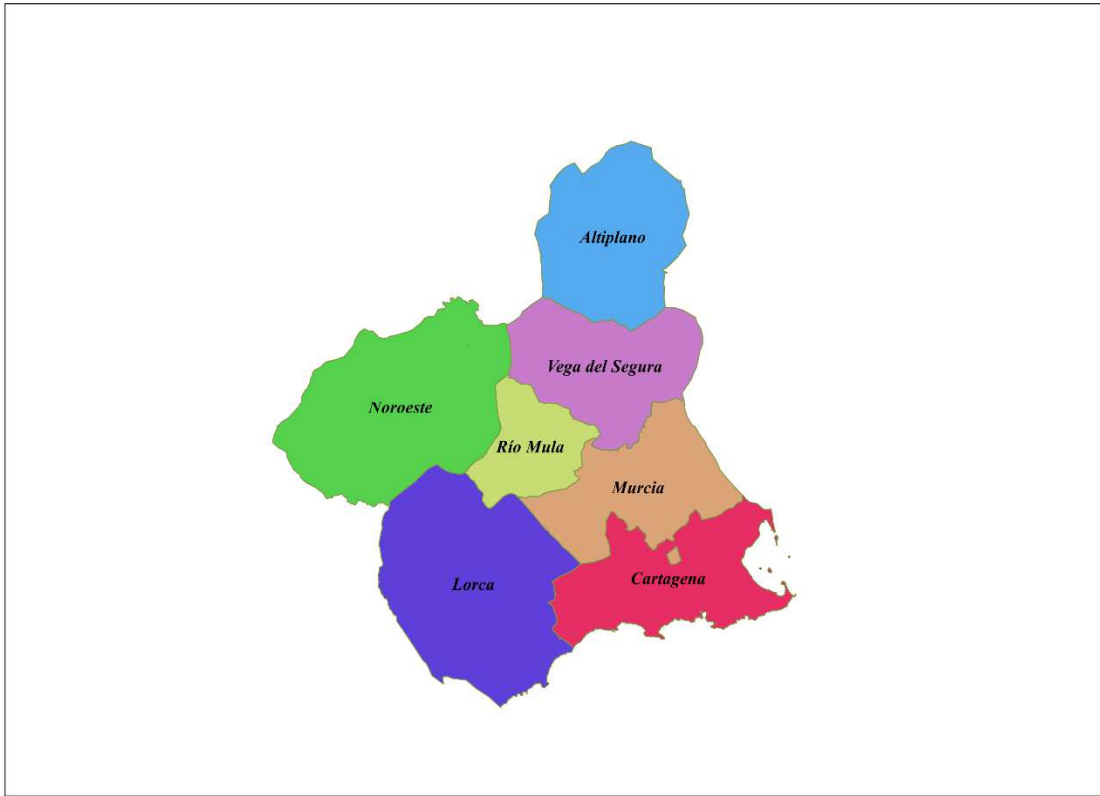 Altiplano
Vega del Segura
Noroeste
Río Mula
Murcia
Cartagena
Lorca